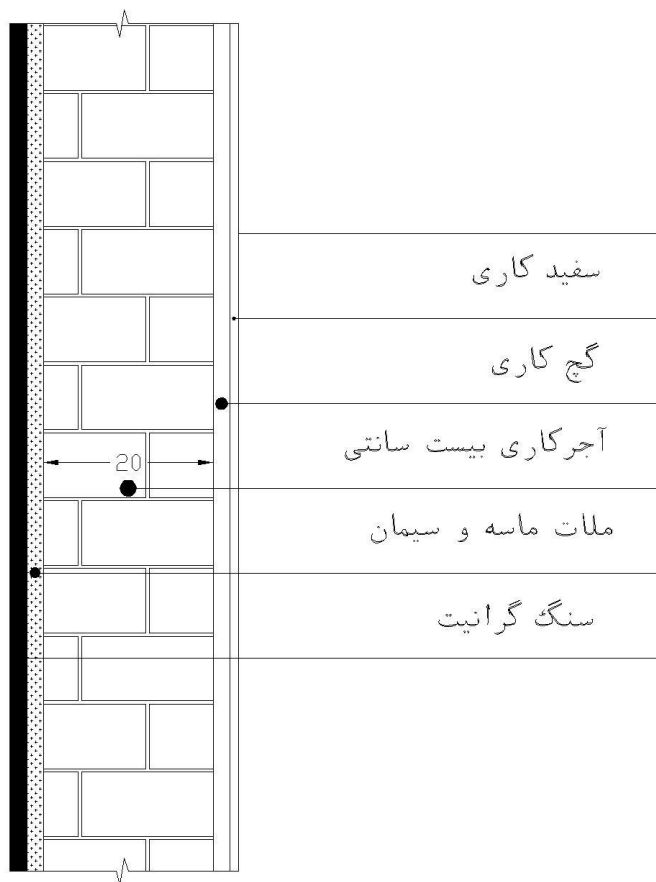 سفید کاری
گچ کاری
آجرکاری بیست سانتی
20
ملات ماسه و سیمان
سنگ گرانیت